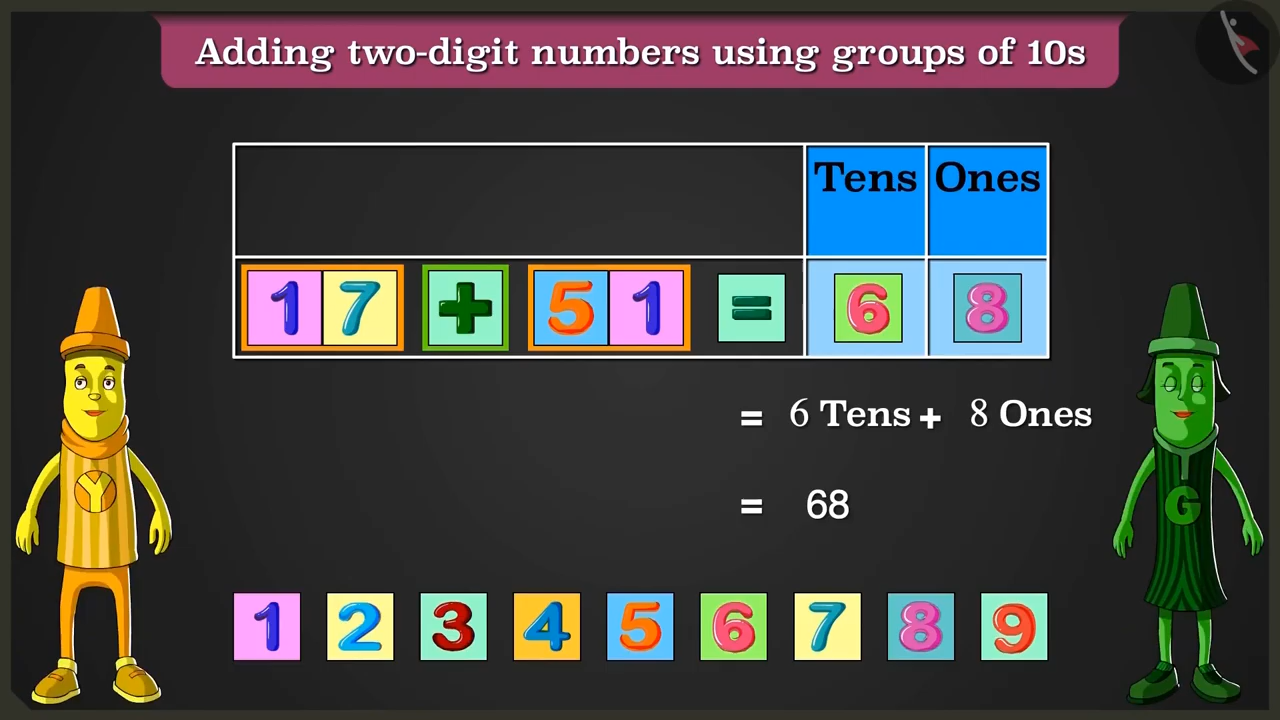 Adding two-digit numbers using groups of 10s
Tens Ones
17 + 51 = 6 8
= 6 Tens + 8 Ones
= 68
Y
G
1 2 3 4 5 6 7 8 9